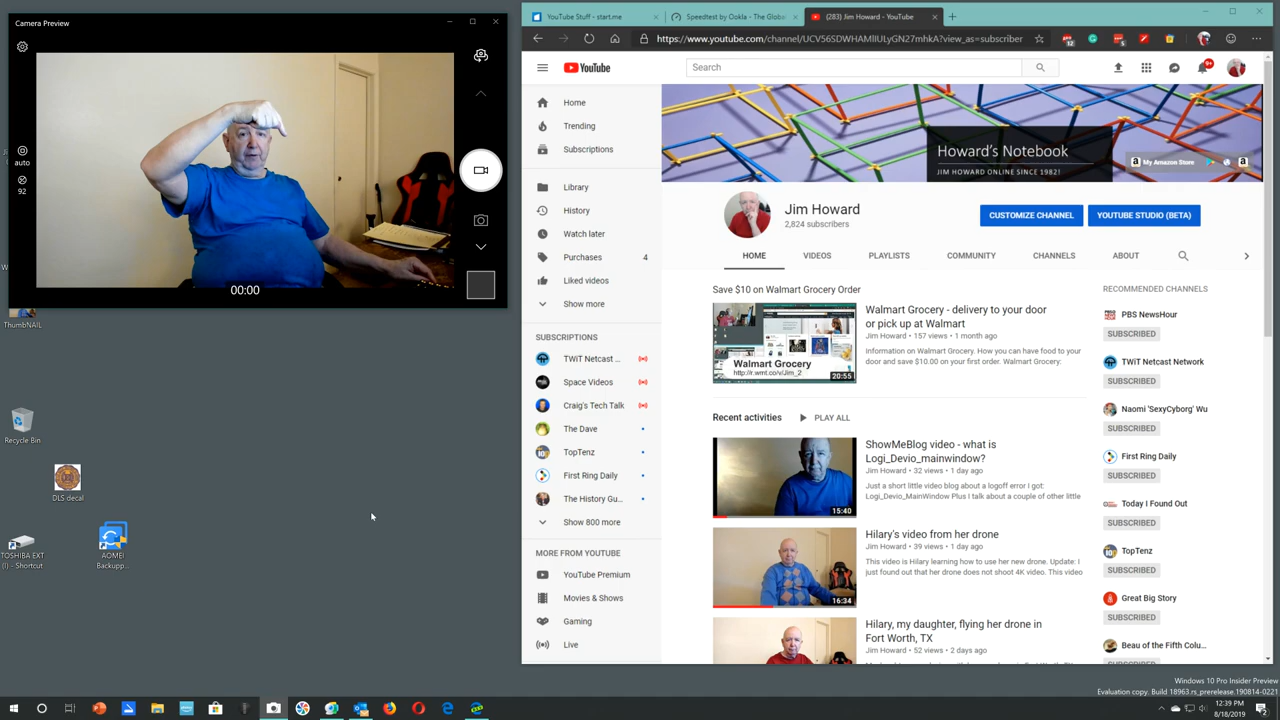 Camera Preview
auto
92
00:00
ThumbNAIL
Recycle Bin
DLS decal
TOSHIBA EXT
(I) - Shortcut
AOMEI
Backupp...
YouTube Stuff - start.me
Speedtest by Ookla - The Globa
(283) Jim Howard - YouTube
https://www.youtube.com/channel/UCV56SDWHAMlIULyGN27mhkA?view_as=subscriber
12
5
YouTube
Search
9+
Home
Trending
Subscriptions
Library
History
Watch later
Purchases 4
Liked videos
Show more
SUBSCRIPTIONS
TWiT Netcast ...
Space Videos
Craig's Tech Talk
The Dave
TopTenz
First Ring Daily
The History Gu...
Show 800 more
MORE FROM YOUTUBE
YouTube Premium
Movies & Shows
Gaming
Live
Howard's Notebook
JIM HOWARD ONLINE SINCE 1982!
My Amazon Store
Jim Howard
2,824 subscribers
CUSTOMIZE CHANNEL
YOUTUBE STUDIO (BETA)
HOME VIDEOS PLAYLISTS COMMUNITY CHANNELS ABOUT
Save $10 on Walmart Grocery Order
Walmart Grocery
http://r.wmt.co/v/Jim_2
20:55
Walmart Grocery - delivery to your door
or pick up at Walmart
Jim Howard • 157 views • 1 month ago
Information on Walmart Grocery. How you can have food to your
door and save $10.00 on your first order. Walmart Grocery:
Recent activities PLAY ALL
15:40
ShowMeBlog video - what is
Logi_Devio_mainwindow?
Jim Howard • 32 views • 1 day ago
Just a short little video blog about a logoff error I got:
Logi_Devio_MainWindow Plus I talk about a couple of other little
16:34
Hilary's video from her drone
Jim Howard • 39 views • 1 day ago
This video is Hilary learning how to use her new drone. Update: I
just found out that her drone does not shoot 4K video. This video
Hilary, my daughter, flying her drone in
Fort Worth, TX
Jim Howard • 52 views • 2 days ago
RECOMMENDED CHANNELS
PBS NewsHour
SUBSCRIBED
TWiT Netcast Network
SUBSCRIBED
Naomi 'SexyCyborg' Wu
SUBSCRIBED
First Ring Daily
SUBSCRIBED
Today I Found Out
SUBSCRIBED
TopTenz
SUBSCRIBED
Great Big Story
SUBSCRIBED
Beau of the Fifth Colu...
Windows 10 Pro Insider Preview
Evaluation copy. Build 18963.rs_prerelease.190814-0221
12:39 PM
8/18/2019
2